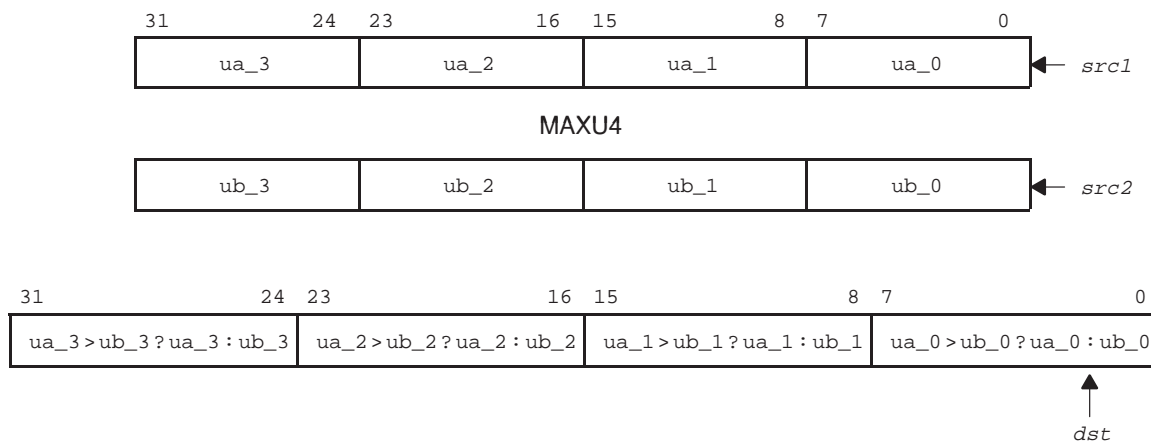 31 24 23 16 15 8 7 0
ua_3 ua_2 ua_1 ua_0 src1
MAXU4
ub_3 ub_2 ub_1 ub_0 src2
31 24 23 16 15 8 7 0
ua_3>ub_3?ua_3:ub_3 ua_2>ub_2?ua_2:ub_2 ua_1>ub_1?ua_1:ub_1 ua_0>ub_0?ua_0:ub_0
dst